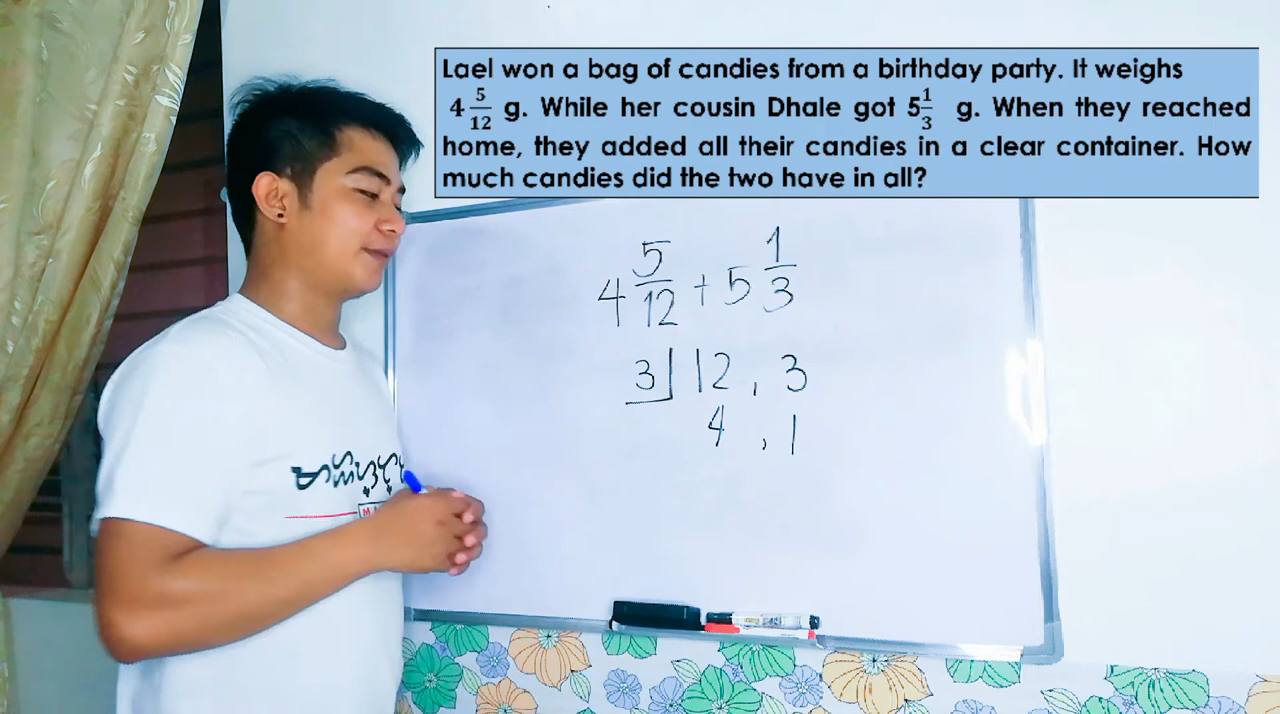 Lael won a bag of candies from a birthday party. It weighs
4 5/12 g. While her cousin Dhale got 5 1/3 g. When they reached
home, they added all their candies in a clear container. How
much candies did the two have in all?
4 5/12 + 5 1/3
3 12 , 3
4 , 1